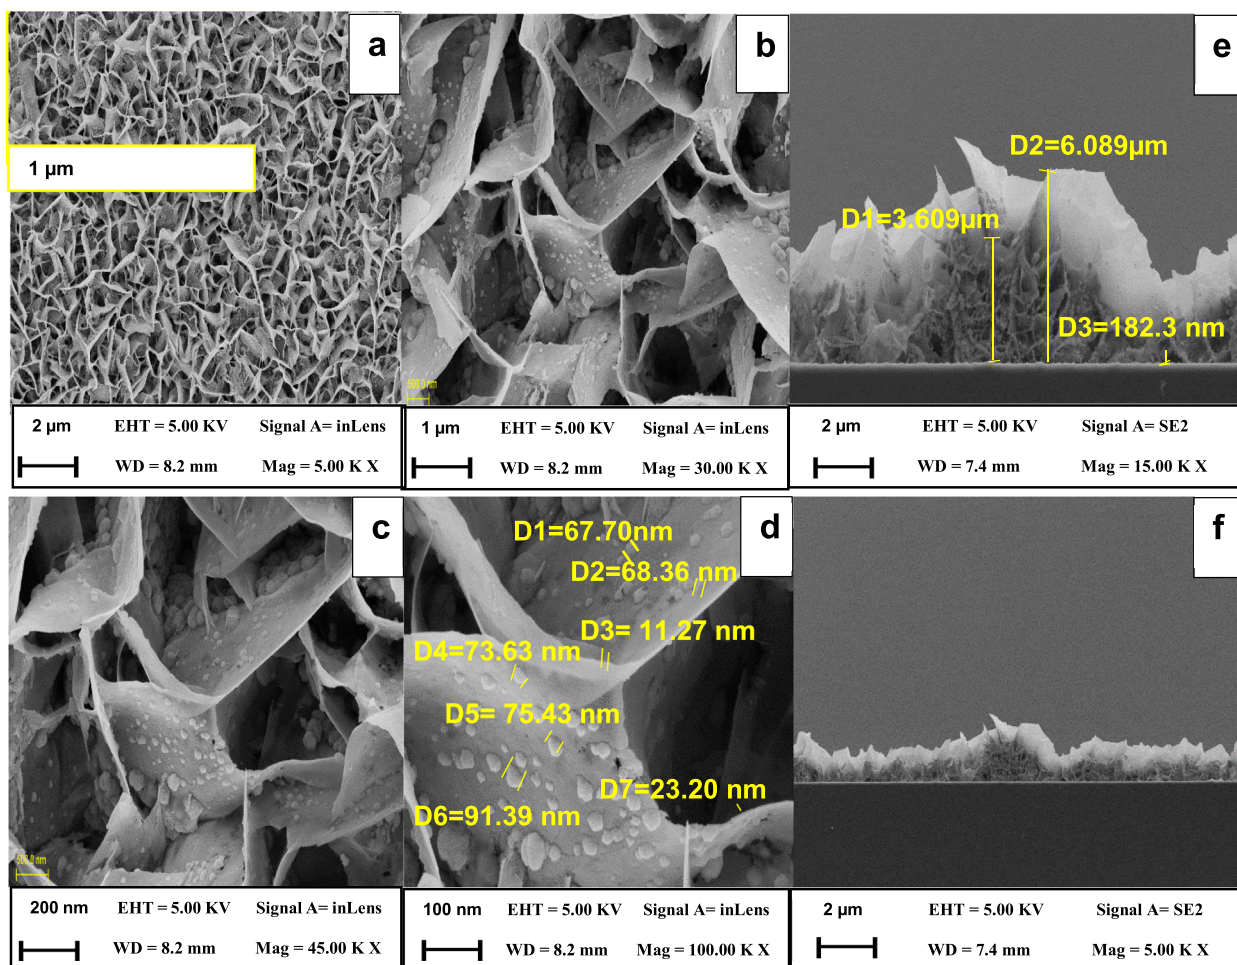 a
1 µm
2 µm EHT = 5.00 KV Signal A= inLens
WD = 8.2 mm Mag = 5.00 K X
b
500.0 nm
1 µm EHT = 5.00 KV Signal A= inLens
WD = 8.2 mm Mag = 30.00 K X
e
D2=6.089µm
D1=3.609µm
D3=182.3 nm
2 µm EHT = 5.00 KV Signal A= SE2
WD = 7.4 mm Mag = 15.00 K X
c
500.0 nm
200 nm EHT = 5.00 KV Signal A= inLens
WD = 8.2 mm Mag = 45.00 K X
d
D1=67.70nm
D2=68.36 nm
D3= 11.27 nm
D4=73.63 nm
D5= 75.43 nm
D7=23.20 nm
D6=91.39 nm
100 nm EHT = 5.00 KV Signal A= inLens
WD = 8.2 mm Mag = 100.00 K X
f
2 µm EHT = 5.00 KV Signal A= SE2
WD = 7.4 mm Mag = 5.00 K X